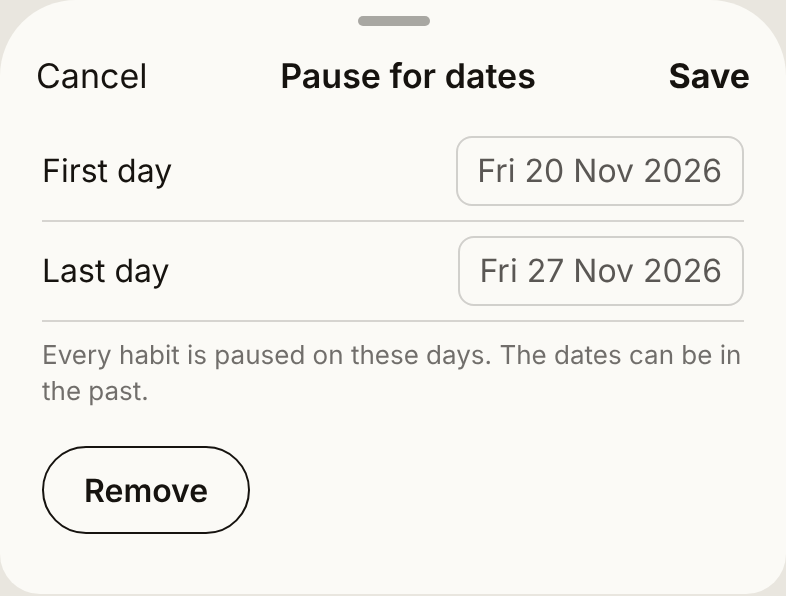 Cancel Pause for dates Save
First day Fri 20 Nov 2026
Last day Fri 27 Nov 2026
Every habit is paused on these days. The dates can be in
the past.
Remove